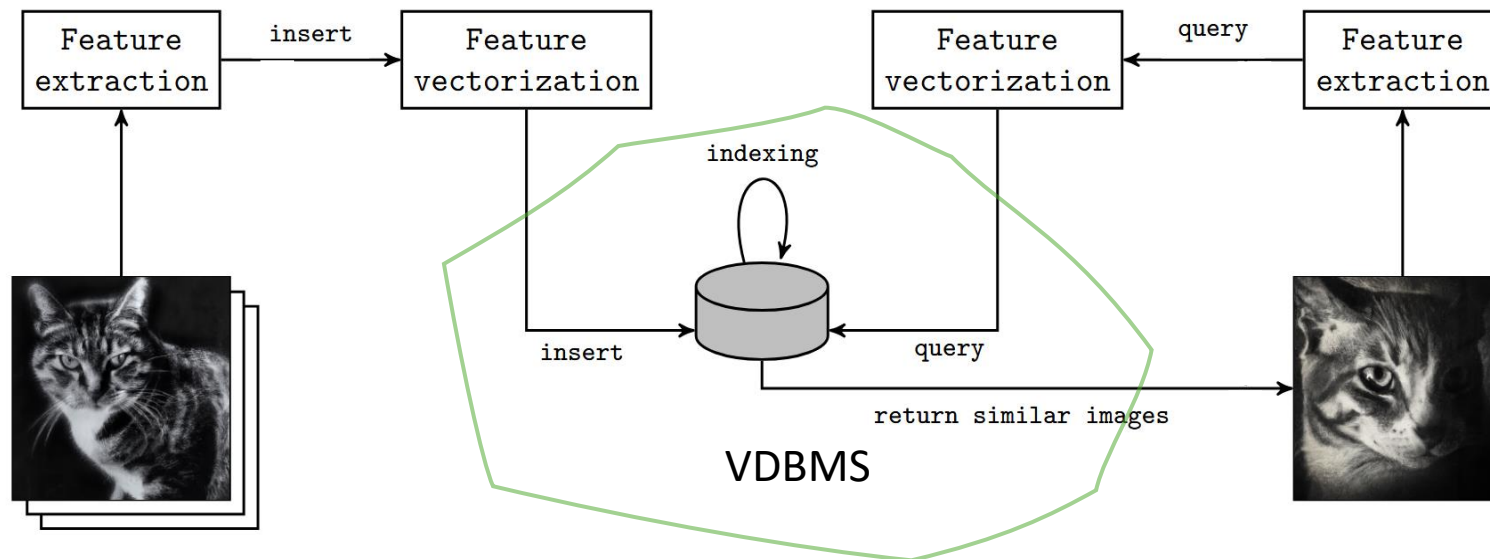 Feature
extraction
insert
Feature
vectorization
Feature
vectorization
query
Feature
extraction
indexing
insert
query
return similar images
VDBMS